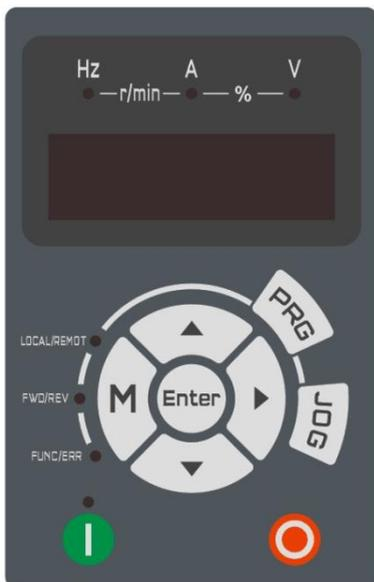 Hz A V
r/min %
PRG
LOCAL/REMOT
M Enter
FWD/REV
JOG
FUNC/ERR